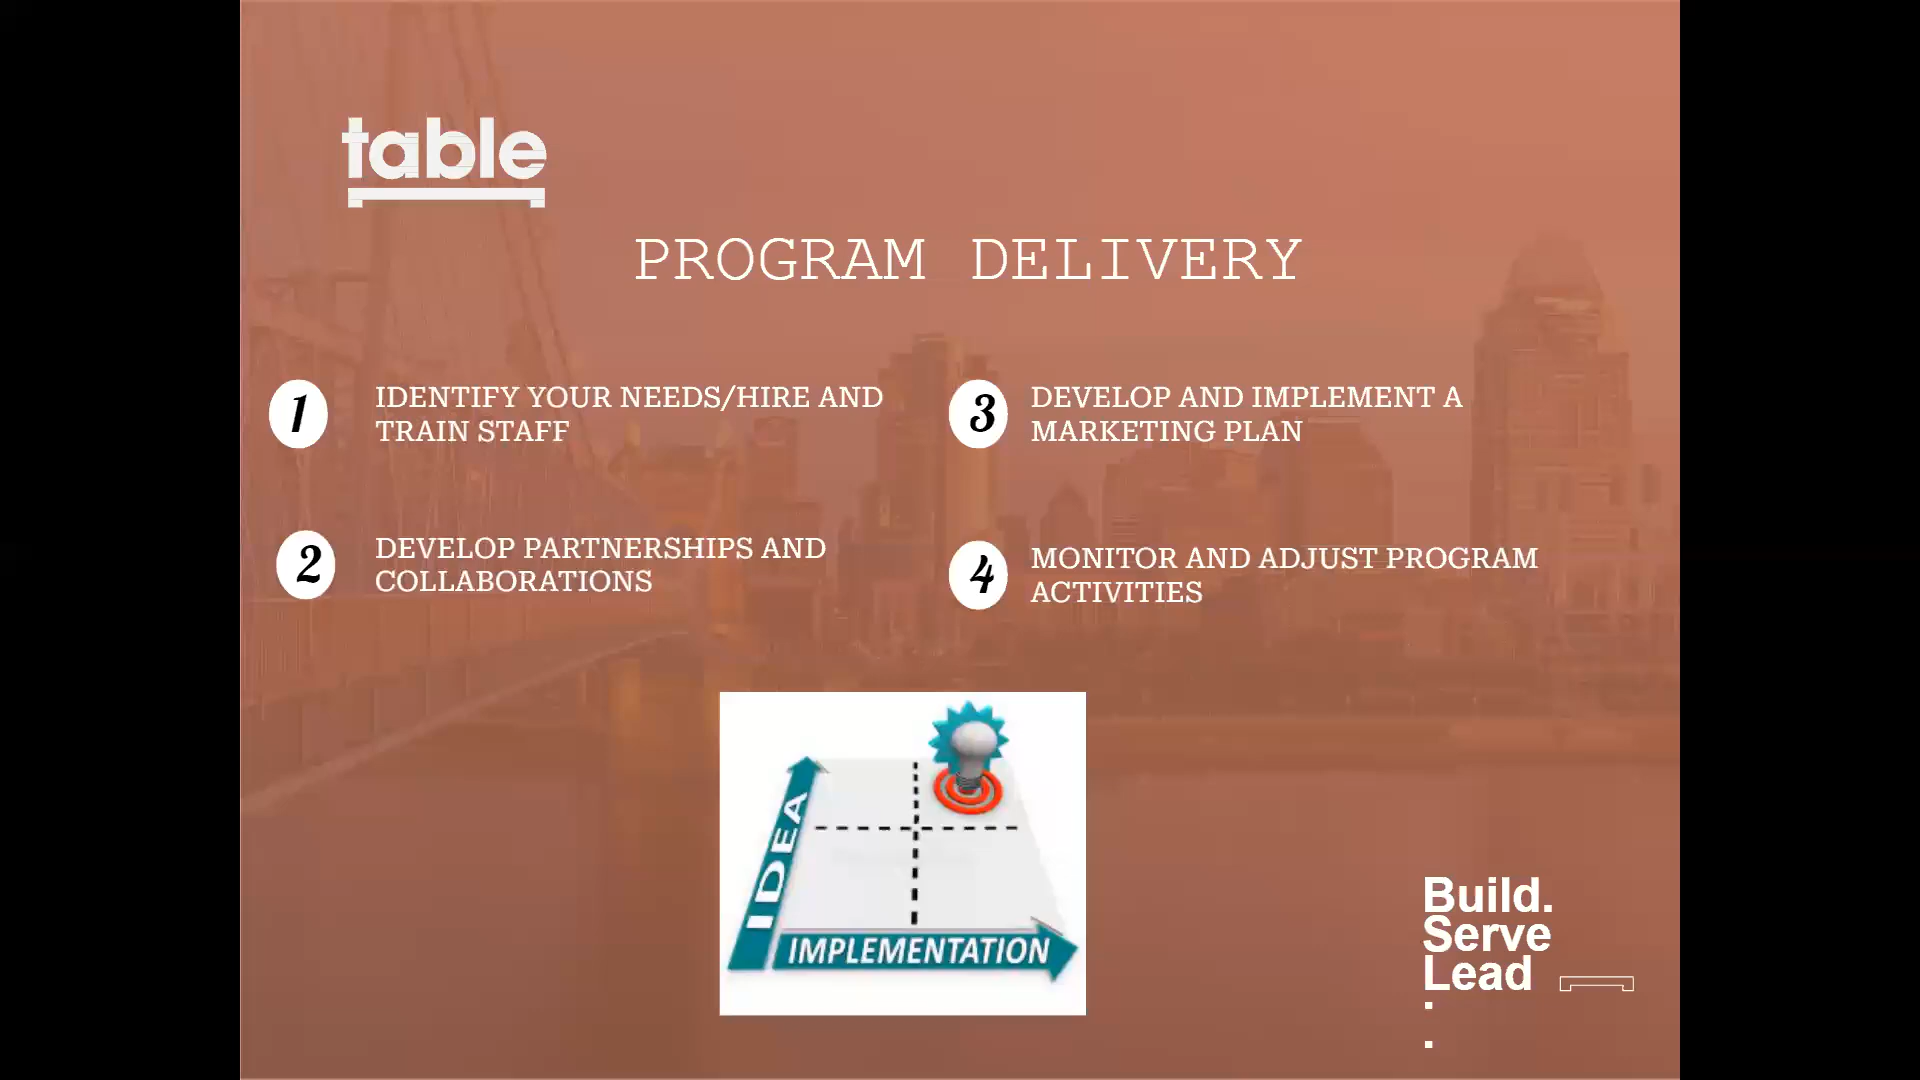 table
PROGRAM DELIVERY
1
IDENTIFY YOUR NEEDS/HIRE AND
TRAIN STAFF
2
DEVELOP PARTNERSHIPS AND
COLLABORATIONS
3
DEVELOP AND IMPLEMENT A
MARKETING PLAN
4
MONITOR AND ADJUST PROGRAM
ACTIVITIES
IDEA
IMPLEMENTATION
Build.
Serve
Lead
.
.